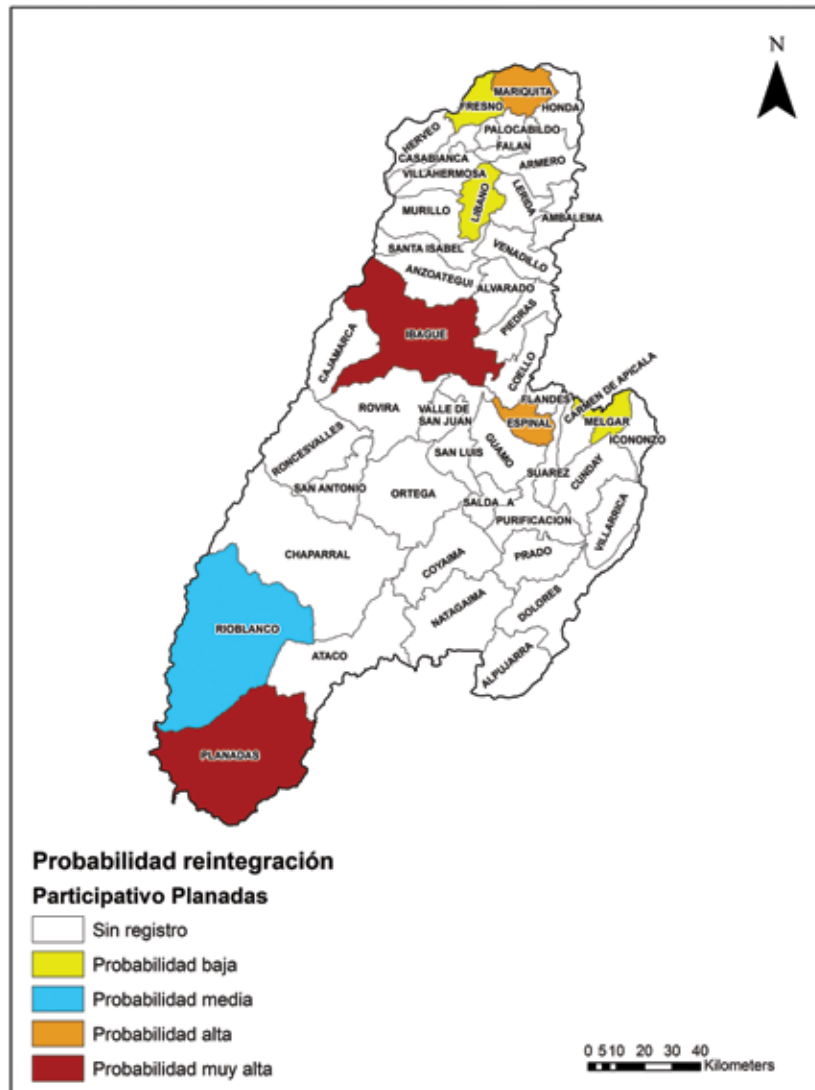 N
MARIQUITA
FRESNO
HONDA
HERVEO
PALOCABILDO
FALAN
CASABIANCA
ARMERO
VILLAHERMOSA
LIBANO
LERIDA
MURILLO
AMBALEMA
SANTA ISABEL
VENADILLO
ANZOATEGUI
ALVARADO
PIEDRAS
IBAGUE
CAJAMARCA
COELLO
CARMEN DE APICALA
FLANDES
ROVIRA
VALLE DE
SAN JUAN
ESPINAL
MELGAR
ICONONZO
GUAMO
RONCESVALLES
SAN LUIS
SUAREZ
CUNDAY
SAN ANTONIO
ORTEGA
SALDA..A
PURIFICACION
VILLARRICA
CHAPARRAL
COYAIMA
PRADO
NATAGAIMA
DOLORES
RIOBLANCO
ATACO
ALPUJARRA
PLANADAS
Probabilidad reintegración
Participativo Planadas
Sin registro
Probabilidad baja
Probabilidad media
Probabilidad alta
Probabilidad muy alta
0 5 10 20 30 40
Kilometers